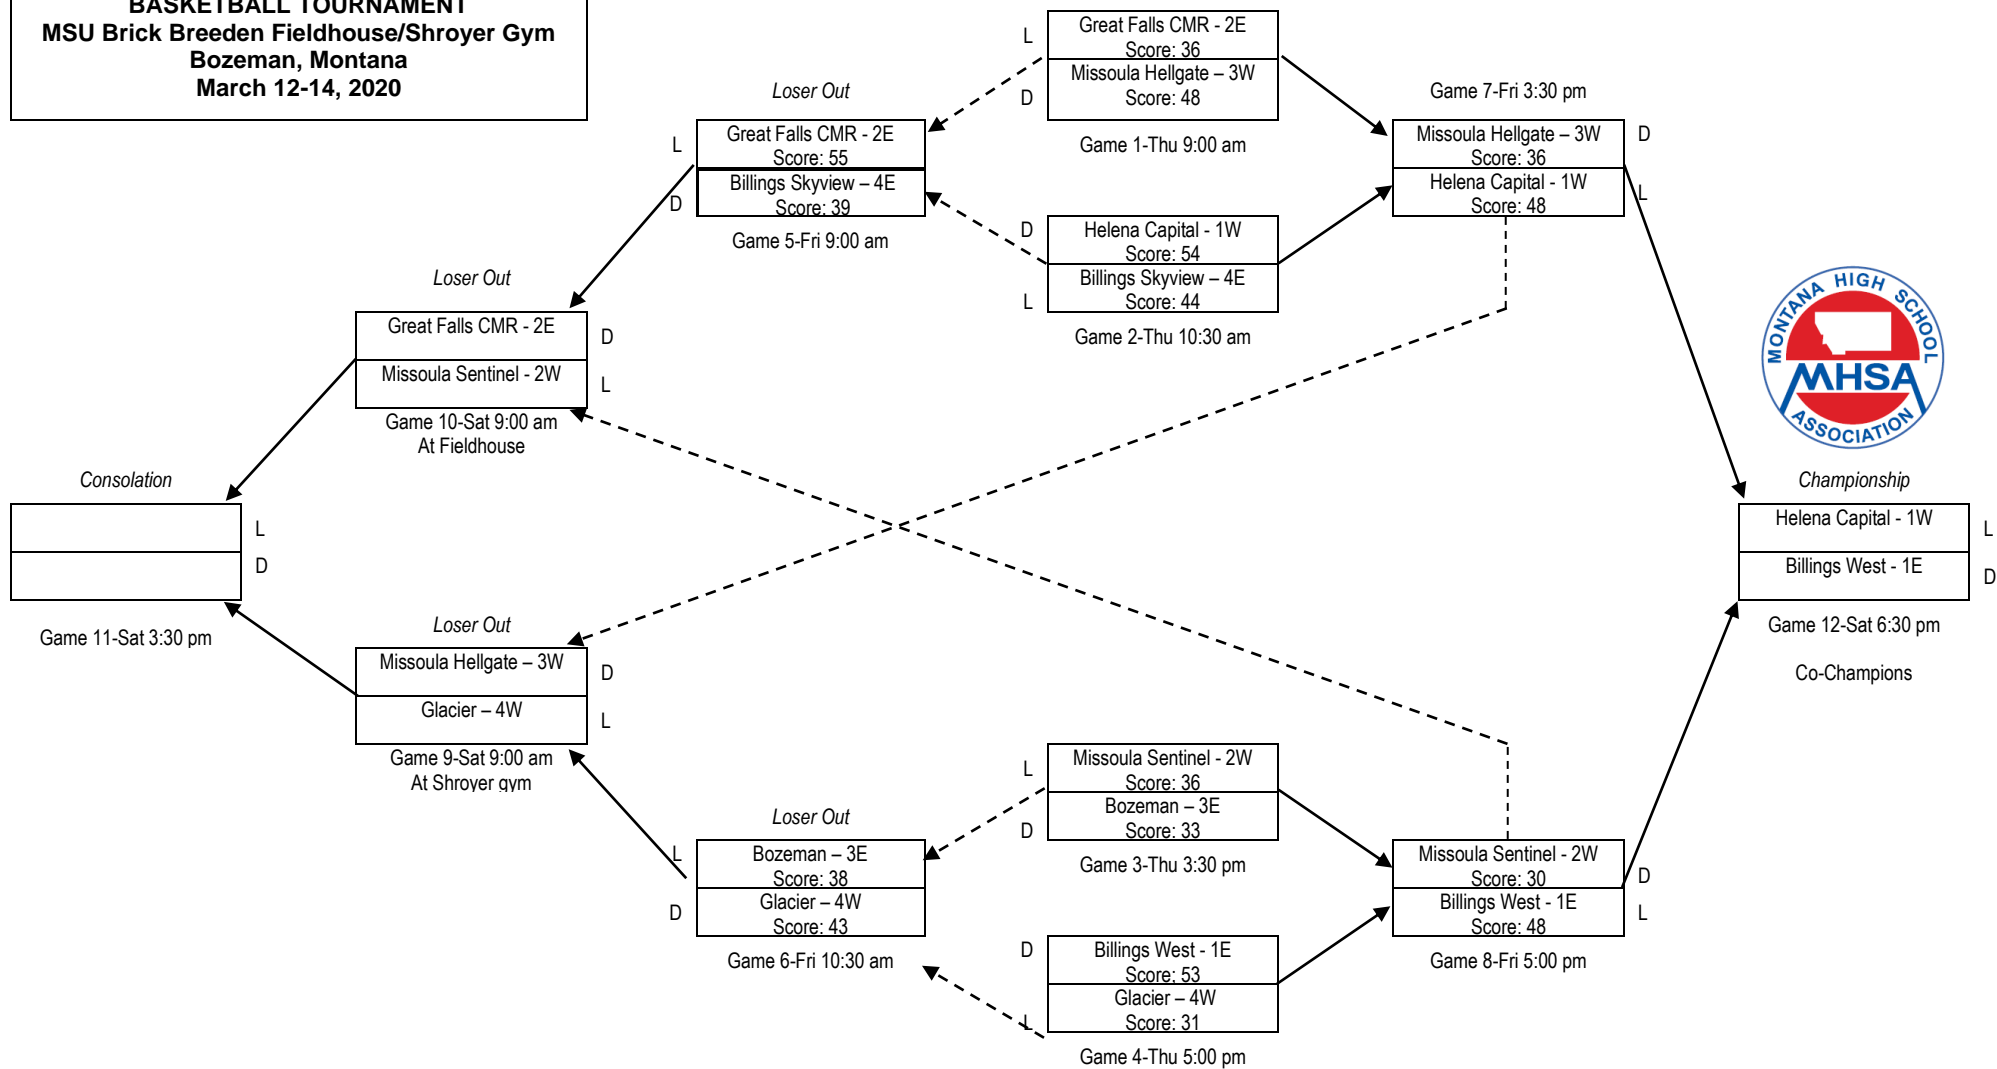 BASKETBALL TOURNAMENT
MSU Brick Breeden Fieldhouse/Shroyer Gym
Bozeman, Montana
March 12-14, 2020
L
Great Falls CMR - 2E
Score: 36
D
Missoula Hellgate – 3W
Score: 48
Game 1-Thu 9:00 am
Loser Out
L
Great Falls CMR - 2E
Score: 55
D
Billings Skyview – 4E
Score: 39
Game 5-Fri 9:00 am
Game 7-Fri 3:30 pm
Missoula Hellgate – 3W
D
Score: 36
Helena Capital - 1W
L
Score: 48
D
Helena Capital - 1W
Score: 54
L
Billings Skyview – 4E
Score: 44
Game 2-Thu 10:30 am
Loser Out
Great Falls CMR - 2E
D
Missoula Sentinel - 2W
L
Game 10-Sat 9:00 am
At Fieldhouse
MONTANA HIGH SCHOOL
MHSA
ASSOCIATION
Consolation
L
D
Game 11-Sat 3:30 pm
Championship
Helena Capital - 1W
L
Billings West - 1E
D
Game 12-Sat 6:30 pm
Co-Champions
Loser Out
Missoula Hellgate – 3W
D
Glacier – 4W
L
Game 9-Sat 9:00 am
At Shroyer gym
L
Missoula Sentinel - 2W
Score: 36
D
Bozeman – 3E
Score: 33
Game 3-Thu 3:30 pm
Loser Out
L
Bozeman – 3E
Score: 38
D
Glacier – 4W
Score: 43
Game 6-Fri 10:30 am
Missoula Sentinel - 2W
Score: 30
D
Billings West - 1E
L
Score: 48
Game 8-Fri 5:00 pm
D
Billings West - 1E
Score: 53
Glacier – 4W
L
Score: 31
Game 4-Thu 5:00 pm